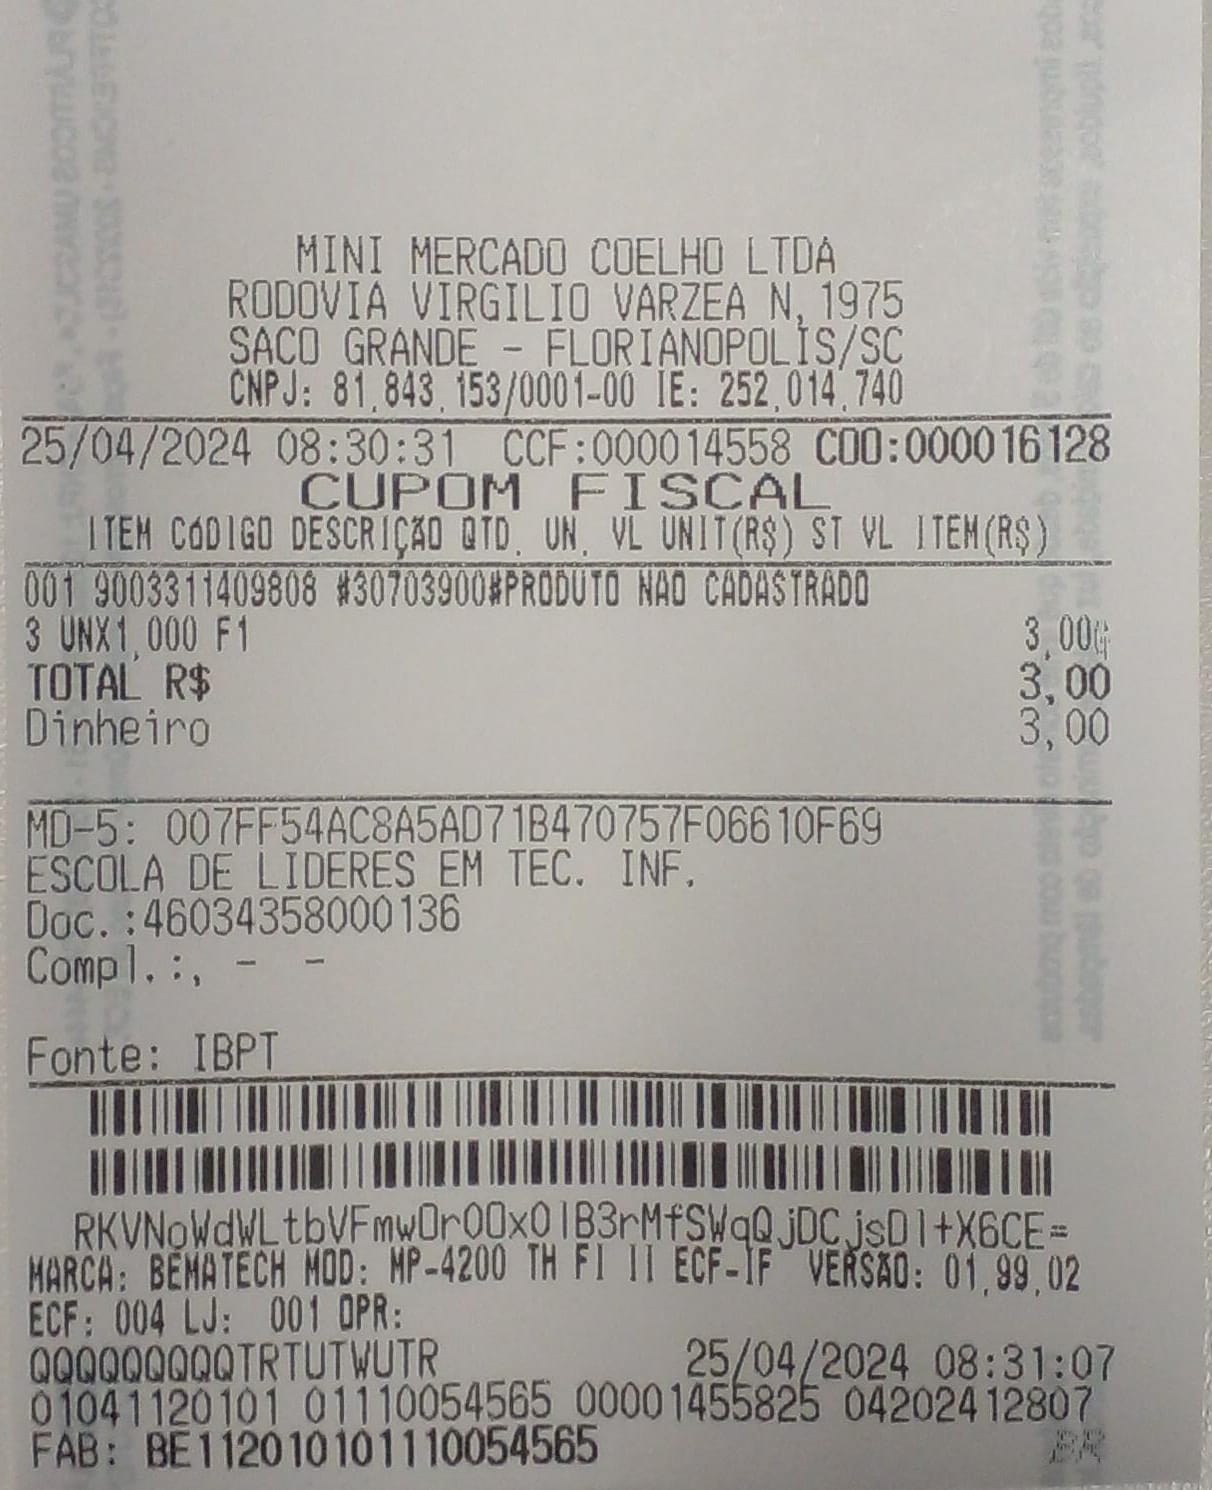 MINI MERCADO COELHO LTDA
RODOVIA VIRGILIO VARZEA N, 1975
SACO GRANDE - FLORIANOPOLIS/SC
CNPJ: 81.843.153/0001-00 IE: 252.014.740
25/04/2024 08:30:31 CCF:000014558 COO:000016128
CUPOM FISCAL
ITEM CÓDIGO DESCRIÇÃO QTD. UN. VL UNIT(R$) ST VL ITEM(R$)
001 9003311409808 #30703900#PRODUTO NAO CADASTRADO
3 UNX1,000 F1 3,00G
TOTAL R$ 3,00
Dinheiro 3,00
MD-5: 007FF54AC8A5AD71B470757F06610F69
ESCOLA DE LIDERES EM TEC. INF.
Doc.:46034358000136
Compl.:, - -
Fonte: IBPT
RKVNoWdWLtbVFmwOr0Ox0IB3rMfSWqQjDCjsDl+X6CE=
MARCA: BEMATECH MOD: MP-4200 TH FI II ECF-IF VERSÃO: 01.99.02
ECF: 004 LJ: 001 OPR:
QQQQQQQQQTRTUTWUTR 25/04/2024 08:31:07
01041120101 01110054565 00001455825 04202412807
FAB: BE112010101110054565 BR